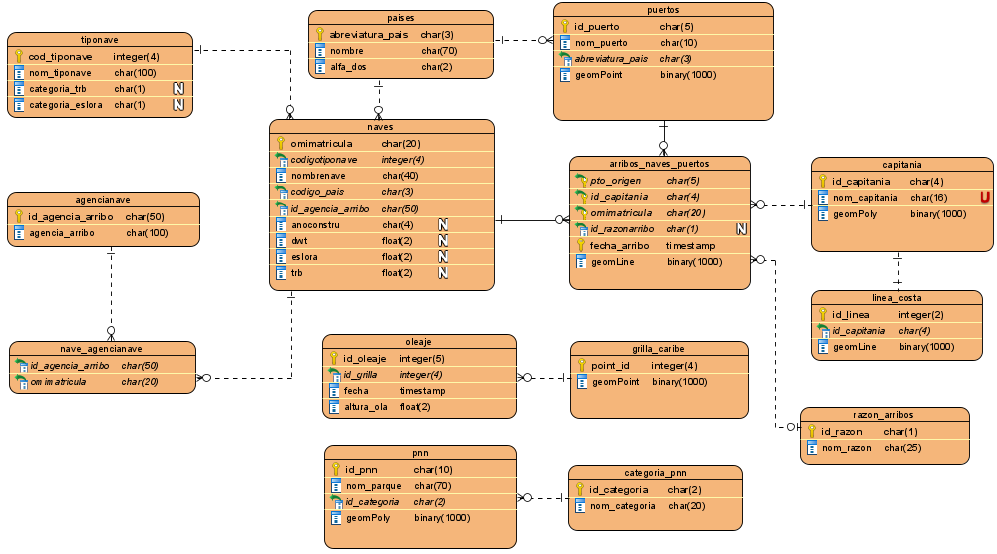 tiponave
cod_tiponave integer(4)
nom_tiponave char(100)
categoria_trb char(1) N
categoria_eslora char(1) N
paises
abreviatura_pais char(3)
nombre char(70)
alfa_dos char(2)
puertos
id_puerto char(5)
nom_puerto char(10)
abreviatura_pais char(3)
geomPoint binary(1000)
naves
omimatricula char(20)
codigotiponave integer(4)
nombrenave char(40)
codigo_pais char(3)
id_agencia_arribo char(50)
anoconstru char(4) N
dwt float(2) N
eslora float(2) N
trb float(2) N
arribos_naves_puertos
pto_origen char(5)
id_capitania char(4)
omimatricula char(20)
id_razonarribo char(1) N
fecha_arribo timestamp
geomLine binary(1000)
capitania
id_capitania char(4)
nom_capitania char(16) U
geomPoly binary(1000)
agencianave
id_agencia_arribo char(50)
agencia_arribo char(100)
linea_costa
id_linea integer(2)
id_capitania char(4)
geomLine binary(1000)
nave_agencianave
id_agencia_arribo char(50)
omimatricula char(20)
oleaje
id_oleaje integer(5)
id_grilla integer(4)
fecha timestamp
altura_ola float(2)
grilla_caribe
point_id integer(4)
geomPoint binary(1000)
razon_arribos
id_razon char(1)
nom_razon char(25)
pnn
id_pnn char(10)
nom_parque char(70)
id_categoria char(2)
geomPoly binary(1000)
categoria_pnn
id_categoria char(2)
nom_categoria char(20)